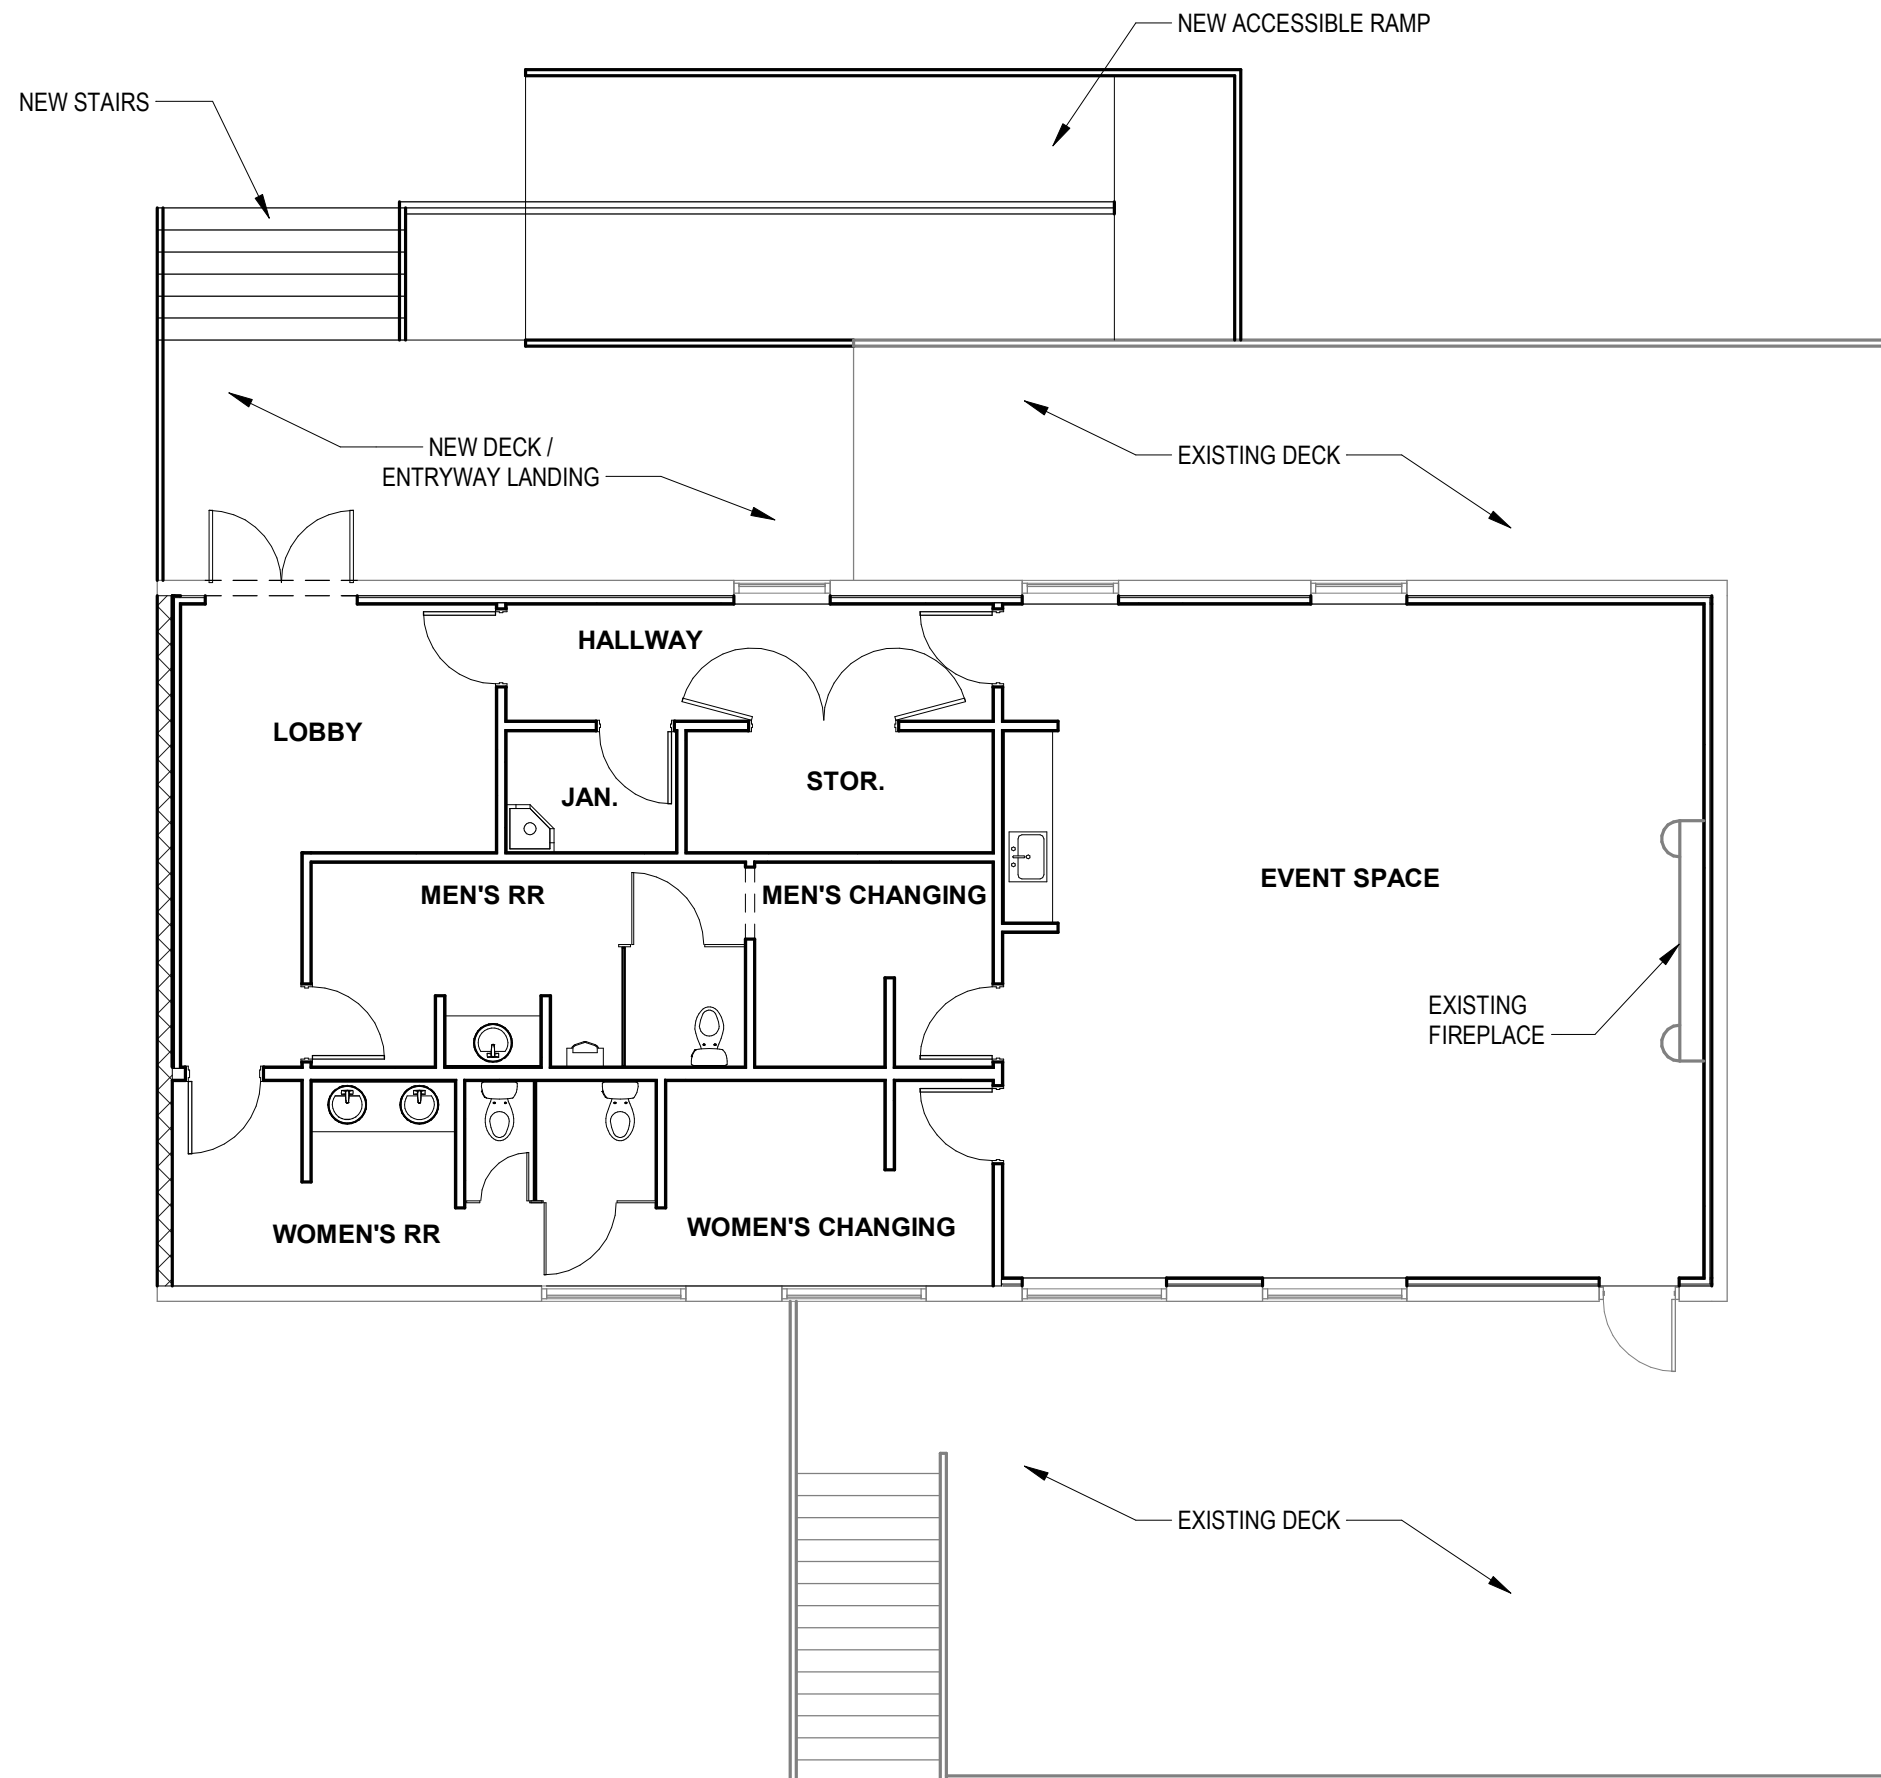 NEW ACCESSIBLE RAMP
NEW STAIRS
NEW DECK /
ENTRYWAY LANDING
EXISTING DECK
HALLWAY
LOBBY
JAN.
STOR.
MEN'S RR
MEN'S CHANGING
EVENT SPACE
EXISTING
FIREPLACE
WOMEN'S RR
WOMEN'S CHANGING
EXISTING DECK